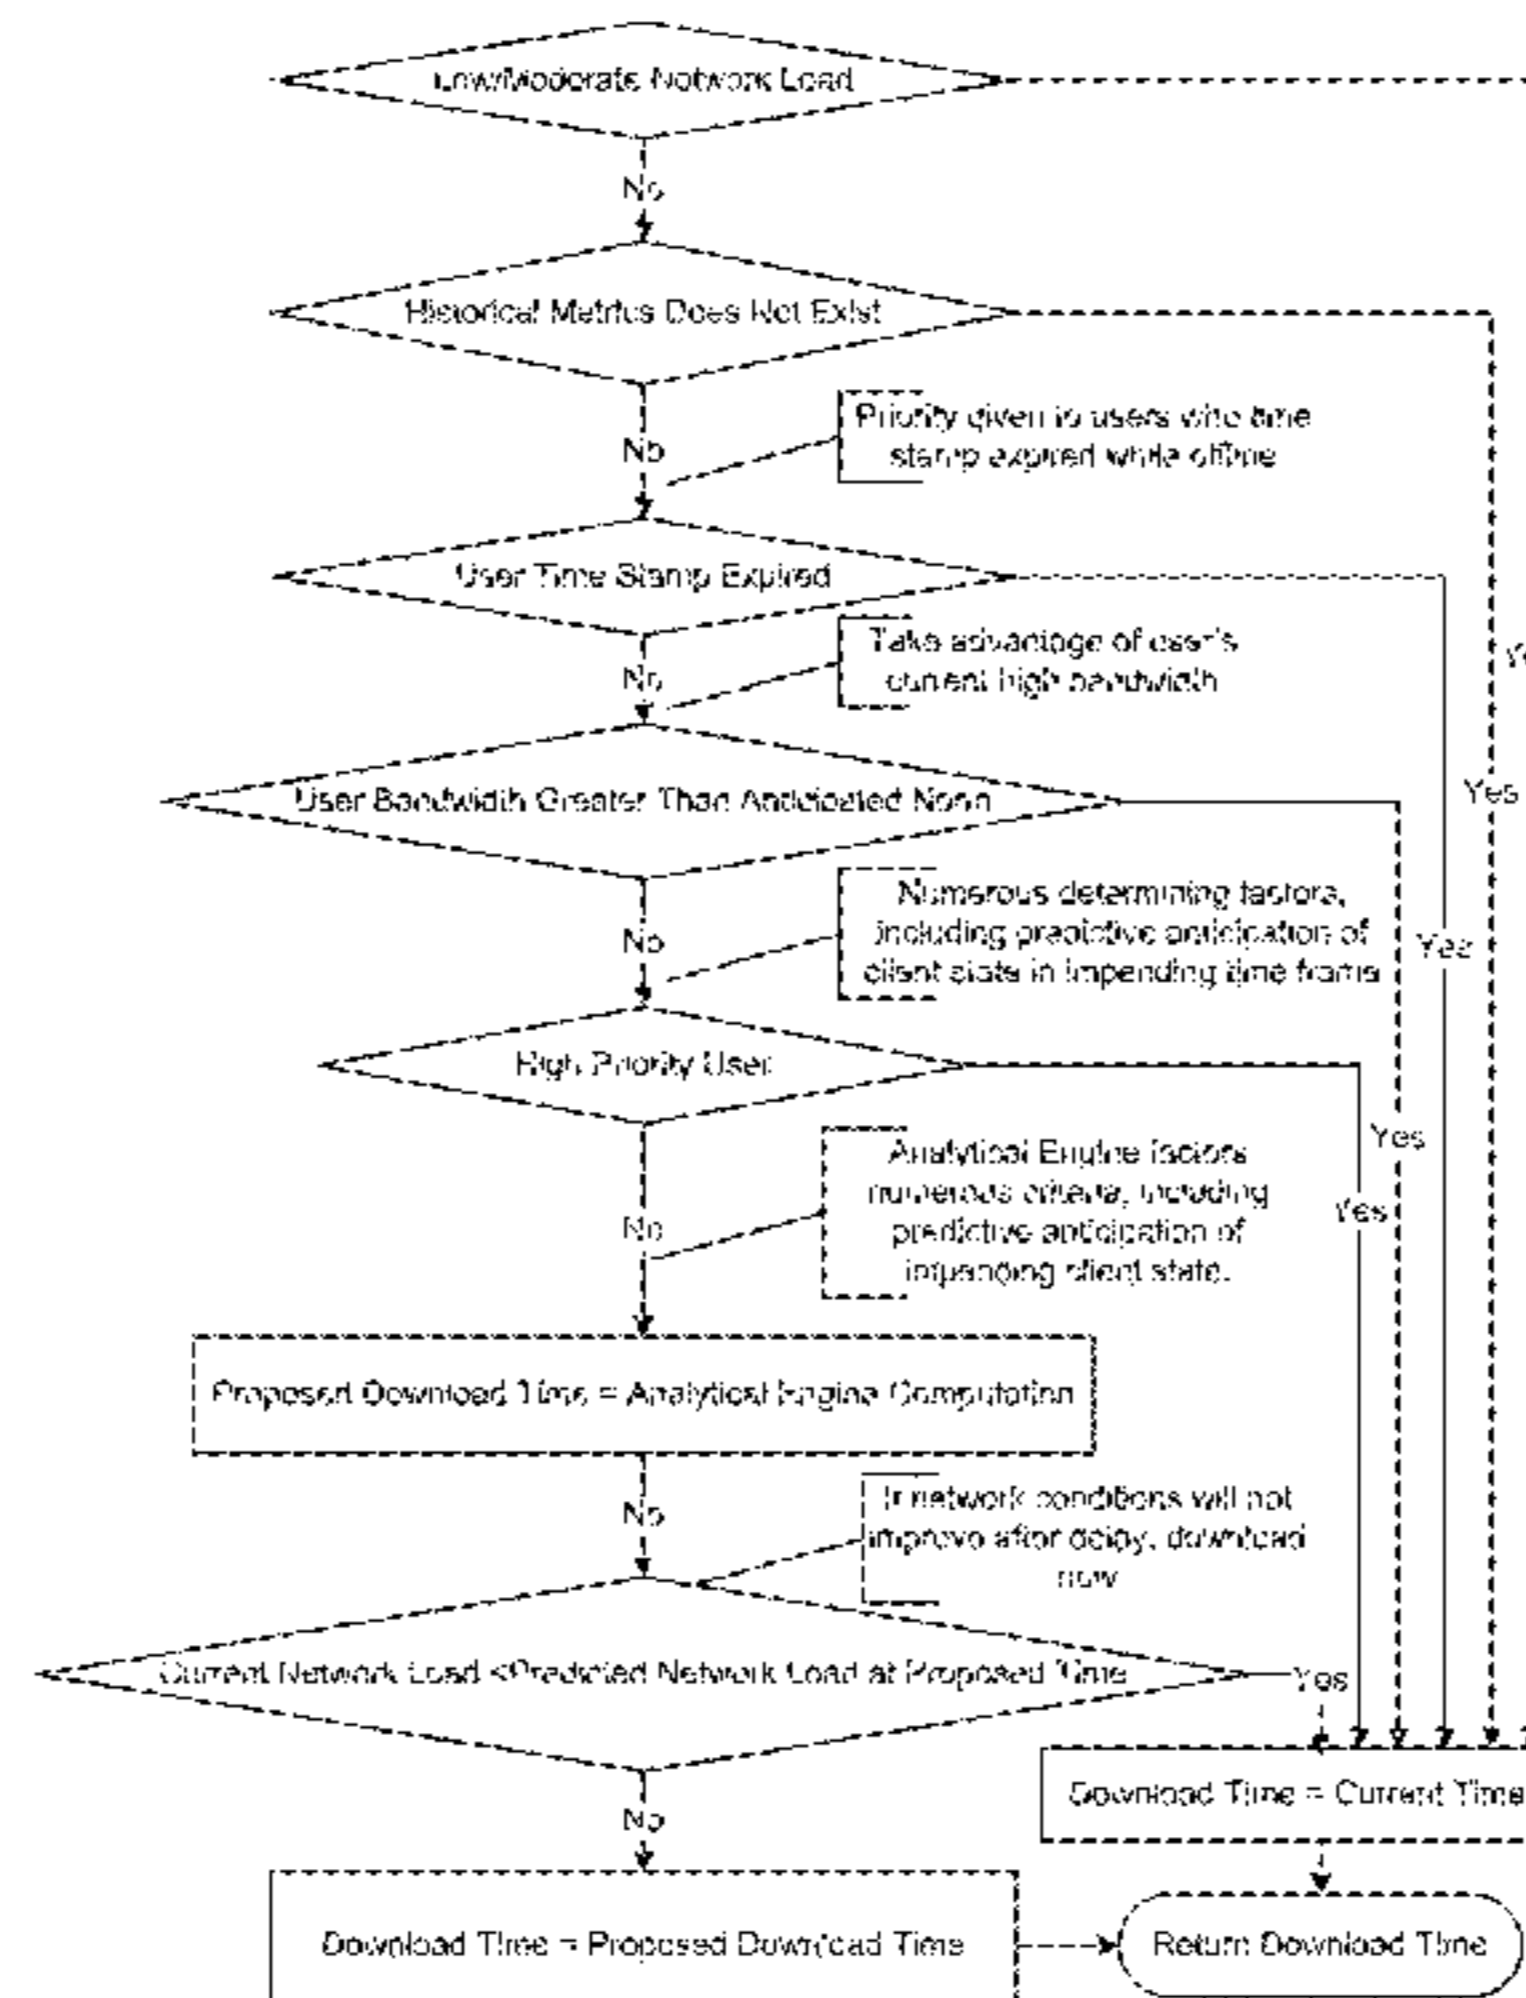 Low/Moderate Network Load
No
Historical Metrics Does Not Exist
Priority given to users who time
stamp expired while offline
No
User Time Stamp Expired
Take advantage of user's
current high bandwidth
No
User Bandwidth Greater Than Anticipated Norm
Yes
Numerous determining factors,
including predictive anticipation of
client state in impending time frame
No
Yes
High Priority User
Yes
Analytical Engine factors
numerous criteria, including
predictive anticipation of
impending client state.
Yes
No
Proposed Download Time = Analytical Engine Computation
If network conditions will not
improve after delay, download
now
No
Current Network Load <Predicted Network Load at Proposed Time
Yes
Download Time = Current Time
No
Download Time = Proposed Download Time
Return Download Time